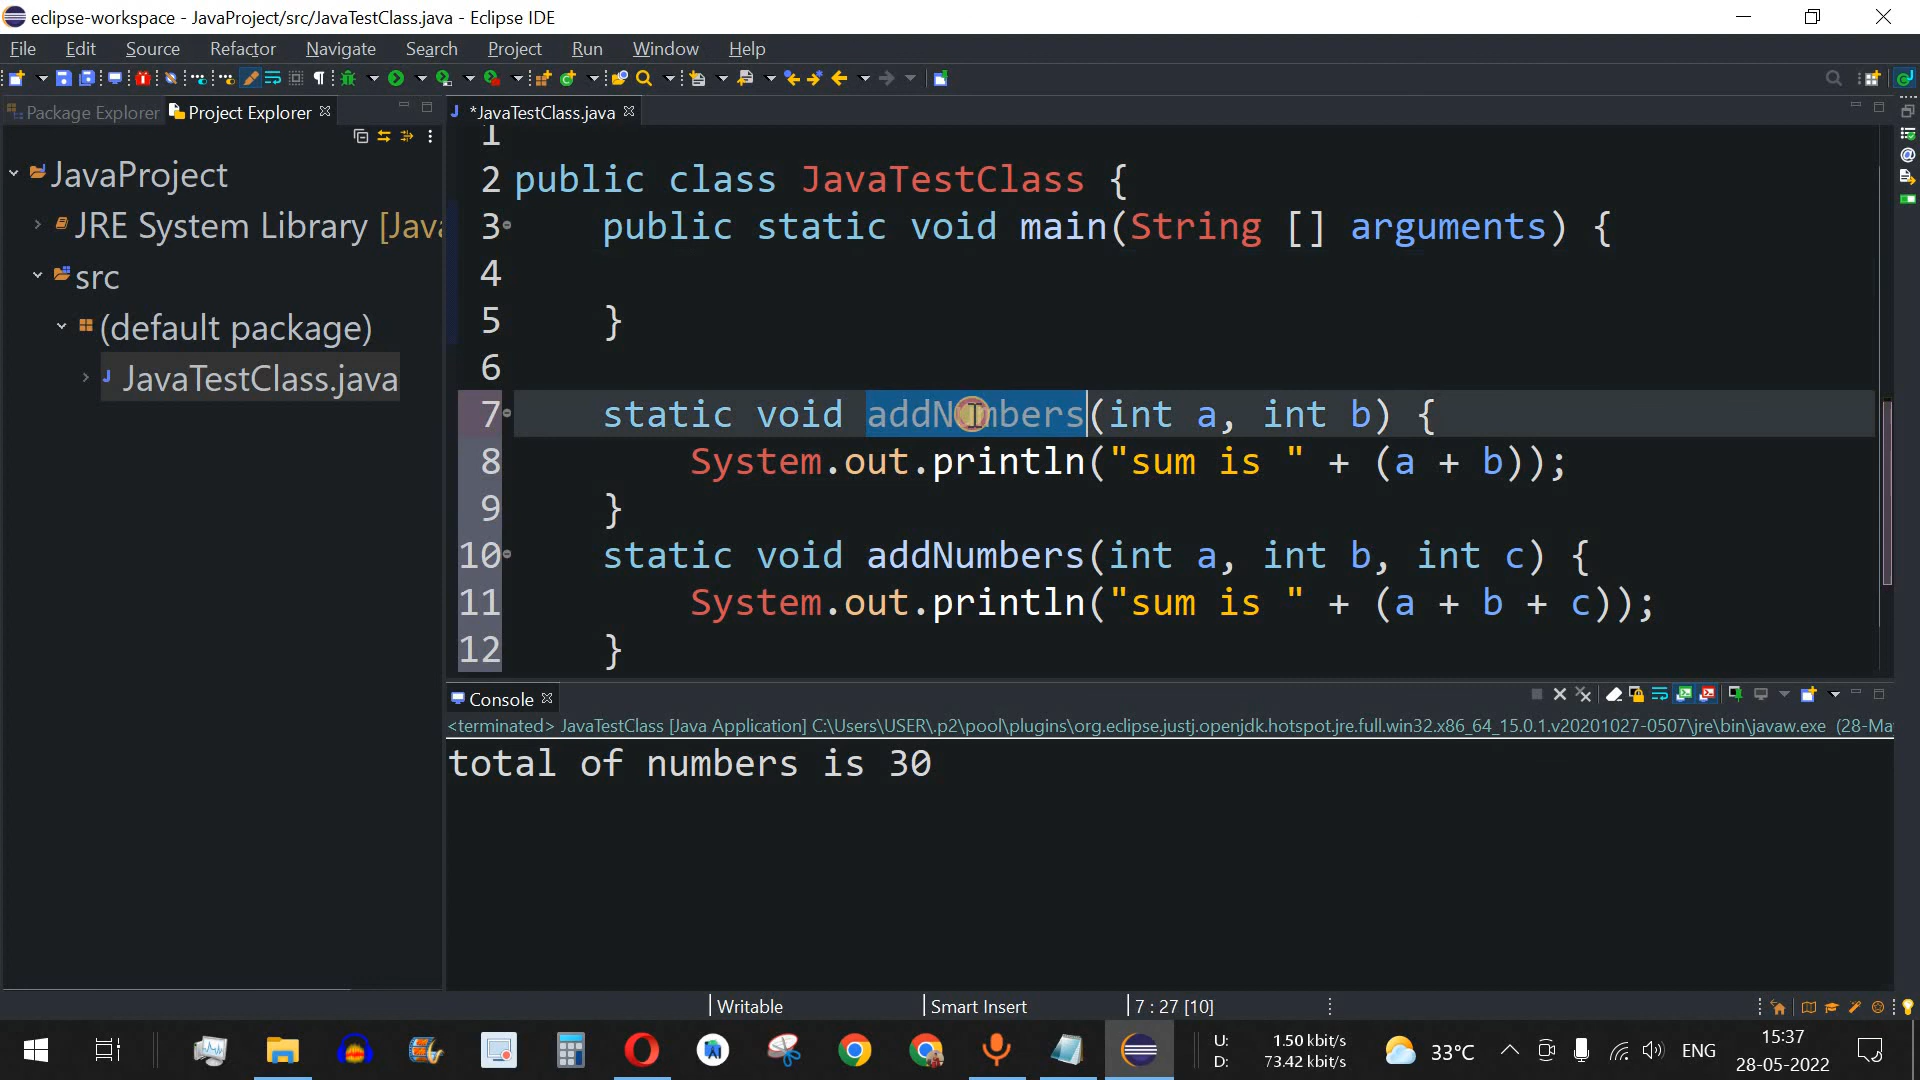 eclipse-workspace - JavaProject/src/JavaTestClass.java - Eclipse IDE
File Edit Source Refactor Navigate Search Project Run Window Help
Package Explorer Project Explorer
*JavaTestClass.java
JavaProject
JRE System Library [Java
src
(default package)
JavaTestClass.java
1
2 public class JavaTestClass {
3 public static void main(String [] arguments) {
4
5 }
6
7 static void addNumbers(int a, int b) {
8 System.out.println("sum is " + (a + b));
9 }
10 static void addNumbers(int a, int b, int c) {
11 System.out.println("sum is " + (a + b + c));
12 }
Console
<terminated> JavaTestClass [Java Application] C:\Users\USER\.p2\pool\plugins\org.eclipse.justj.openjdk.hotspot.jre.full.win32.x86_64_15.0.1.v20201027-0507\jre\bin\javaw.exe (28-Ma
total of numbers is 30
Writable Smart Insert 7 : 27 [10]
U: 1.50 kbit/s
D: 73.42 kbit/s
33°C
ENG
15:37
28-05-2022